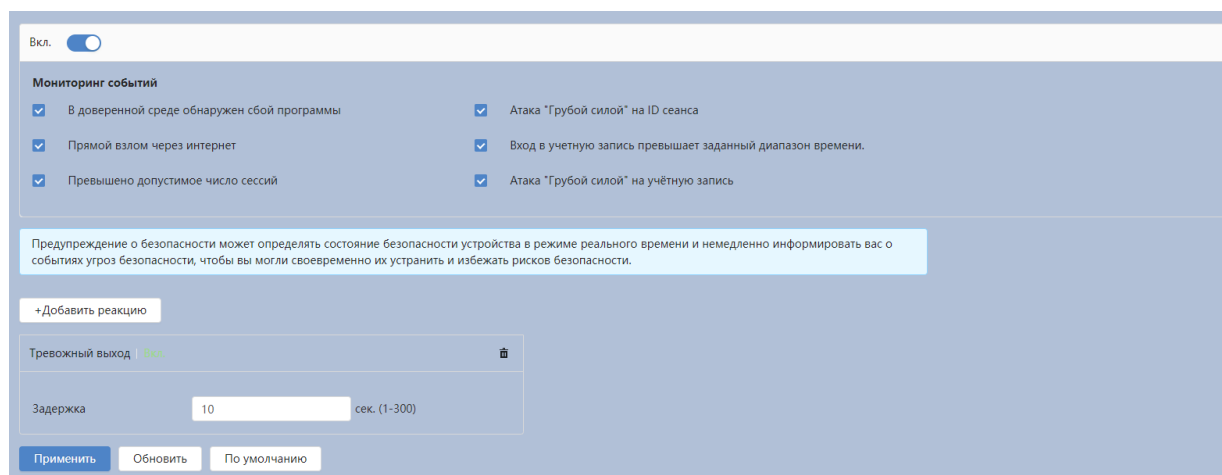 Вкл.
Мониторинг событий
В доверенной среде обнаружен сбой программы
Атака "Грубой силой" на ID сеанса
Прямой взлом через интернет
Вход в учетную запись превышает заданный диапазон времени.
Превышено допустимое число сессий
Атака "Грубой силой" на учётную запись
Предупреждение о безопасности может определять состояние безопасности устройства в режиме реального времени и немедленно информировать вас о
событиях угроз безопасности, чтобы вы могли своевременно их устранить и избежать рисков безопасности.
+Добавить реакцию
Тревожный выход |
Задержка 10 сек. (1-300)
Применить Обновить По умолчанию